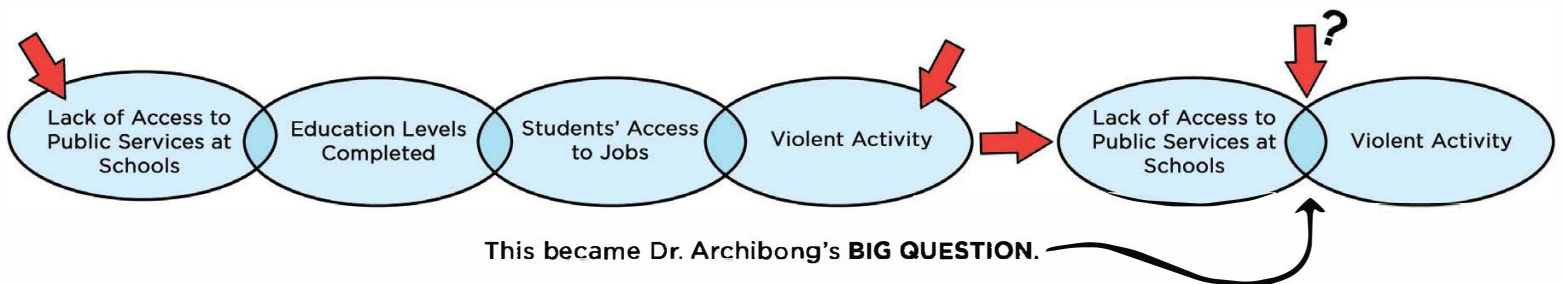 ?
Lack of Access to
Public Services at
Schools
Education Levels
Completed
Students' Access
to Jobs
Violent Activity
Lack of Access to
Public Services at
Schools
Violent Activity
This became Dr. Archibong's BIG QUESTION.